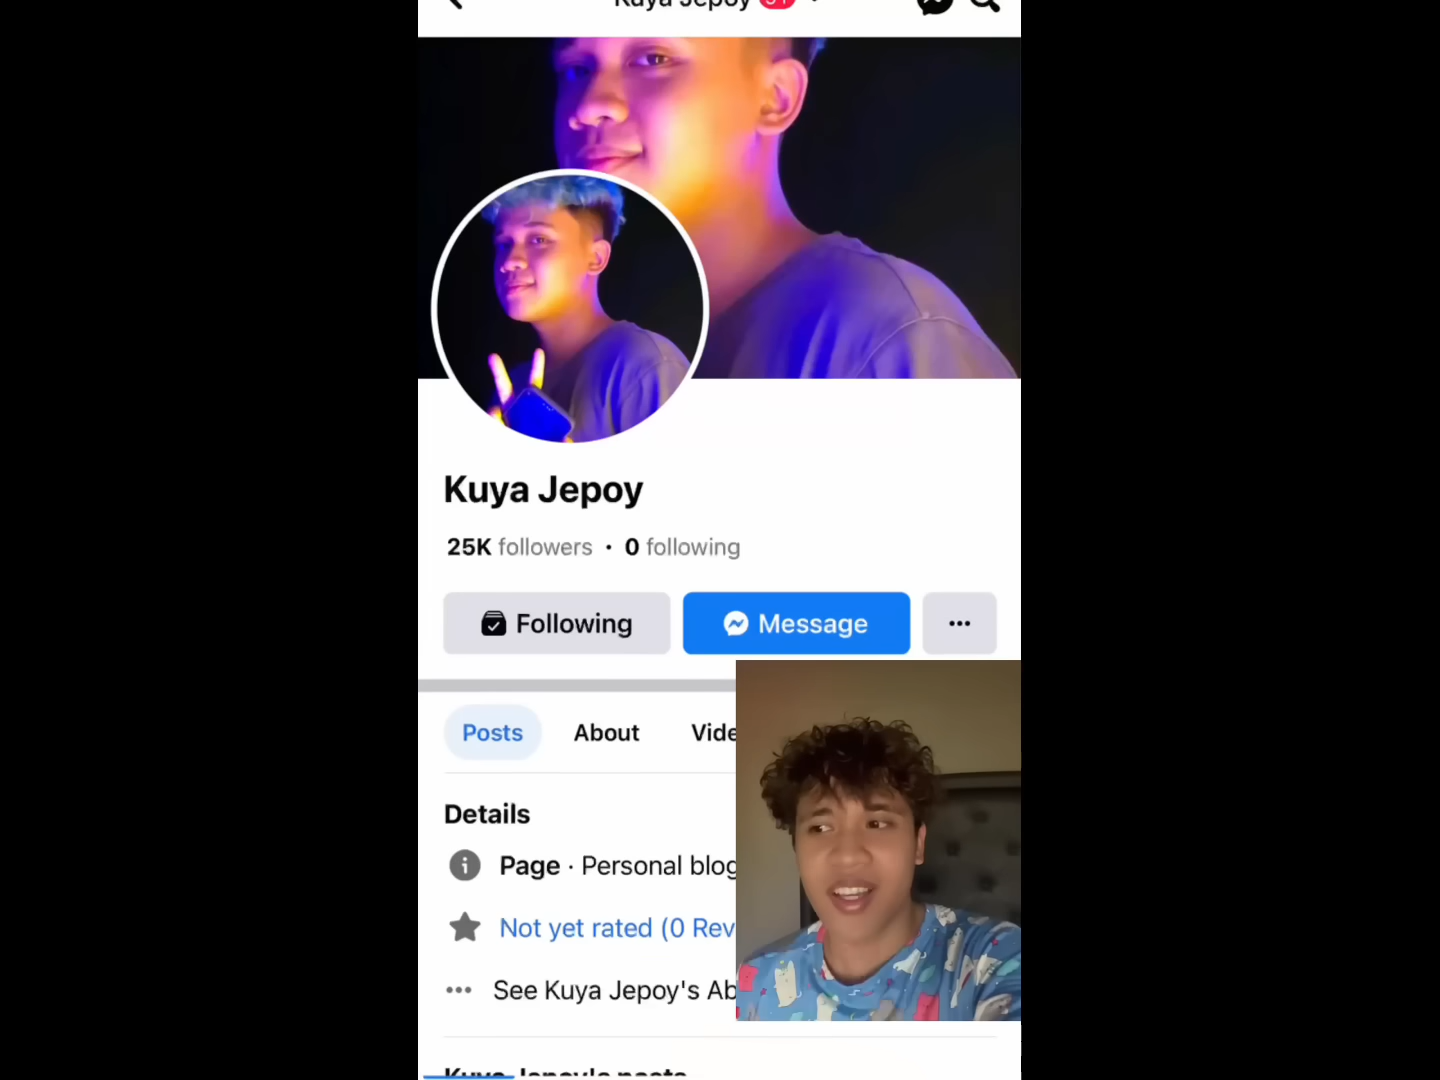 Kuya Jepoy
Kuya Jepoy
25K followers · 0 following
Following
Message
Posts
About
Vide
Details
Page · Personal blog
Not yet rated (0 Rev
See Kuya Jepoy's Ab
Kuya Jepoy's posts